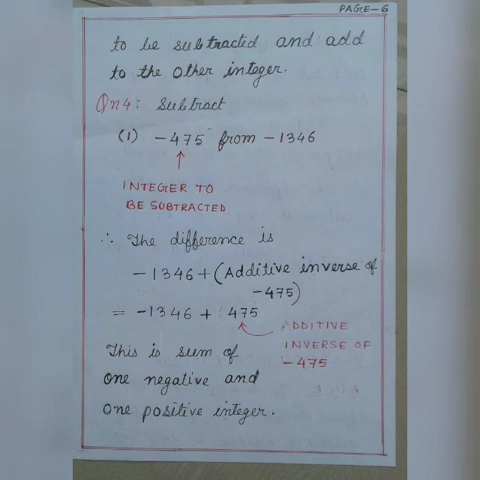 PAGE-6
to be subtracted and add
to the other integer.
Qn4: Subtract
(1) -475 from -1346
INTEGER TO
BE SUBTRACTED
∴ The difference is
-1346+(Additive inverse of
-475)
= -1346 + 475
ADDITIVE
INVERSE OF
-475
This is sum of
one negative and
one positive integer.